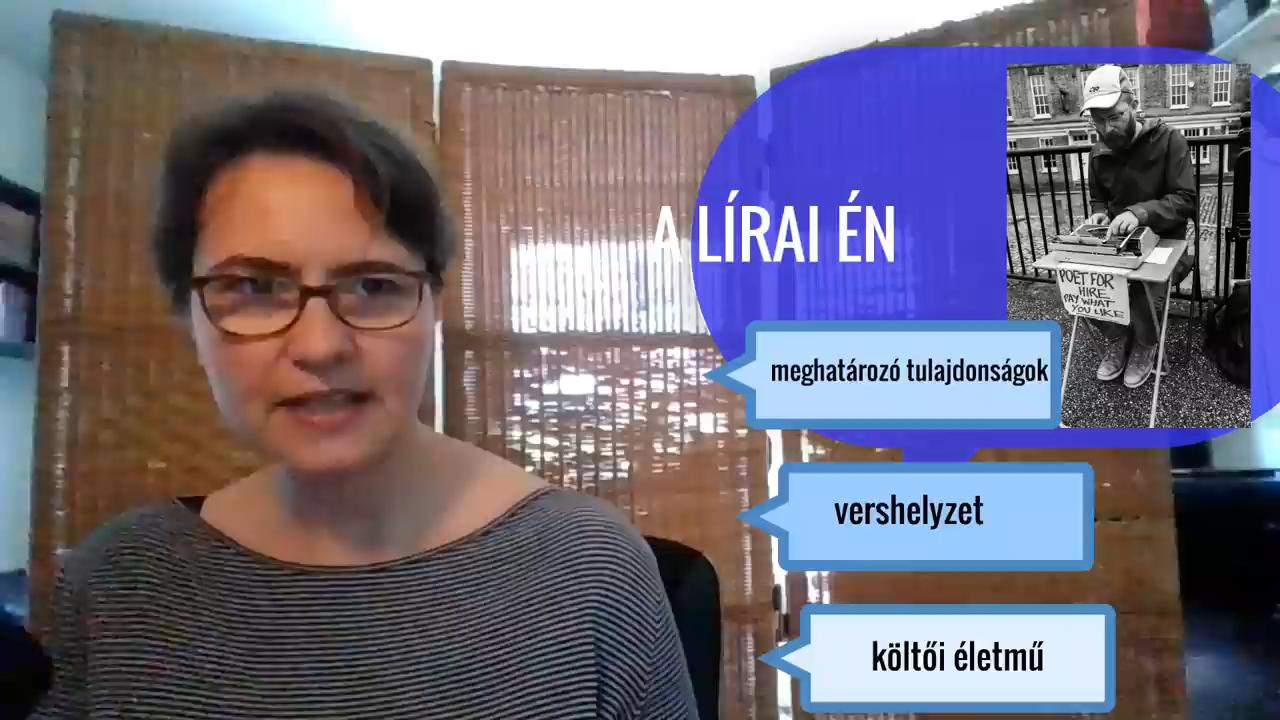 A LÍRAI ÉN
POET FOR
HIRE
PAY WHAT
YOU LIKE
meghatározó tulajdonságok
vershelyzet
költői életmű